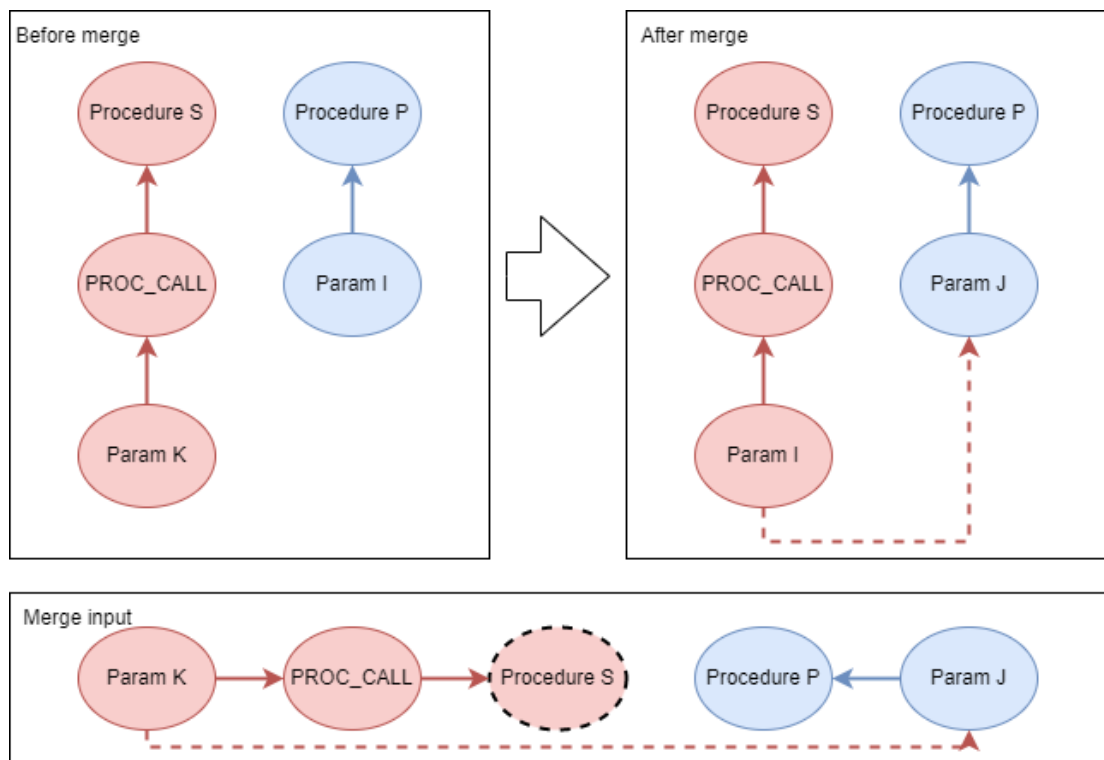 Before merge
Procedure S
Procedure P
PROC_CALL
Param I
Param K
After merge
Procedure S
Procedure P
PROC_CALL
Param J
Param I
Merge input
Param K
PROC_CALL
Procedure S
Procedure P
Param J